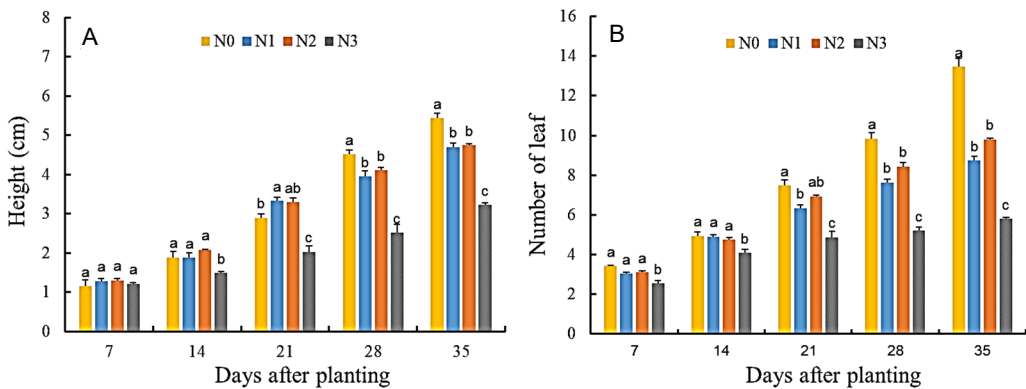 A
N0 N1 N2 N3
Height (cm)
8
7
6
5
4
3
2
1
0
a a a a
a a a b
b a ab c
a b b c
a b b c
7 14 21 28 35
Days after planting
B
N0 N1 N2 N3
Number of leaf
16
14
12
10
8
6
4
2
0
a a a b
a a a b
a b ab c
a b b c
a b b c
7 14 21 28 35
Days after planting